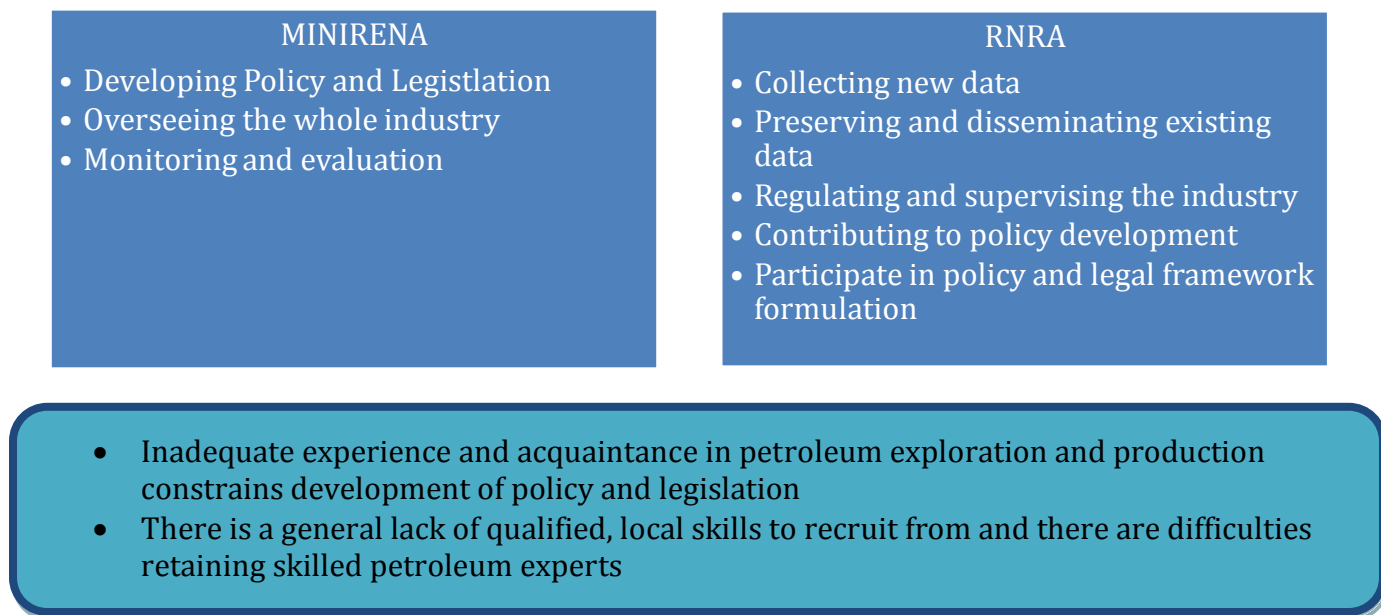 MINIRENA
• Developing Policy and Legistlation
• Overseeing the whole industry
• Monitoring and evaluation
RNRA
• Collecting new data
• Preserving and disseminating existing
data
• Regulating and supervising the industry
• Contributing to policy development
• Participate in policy and legal framework
formulation
• Inadequate experience and acquaintance in petroleum exploration and production
constrains development of policy and legislation
• There is a general lack of qualified, local skills to recruit from and there are difficulties
retaining skilled petroleum experts